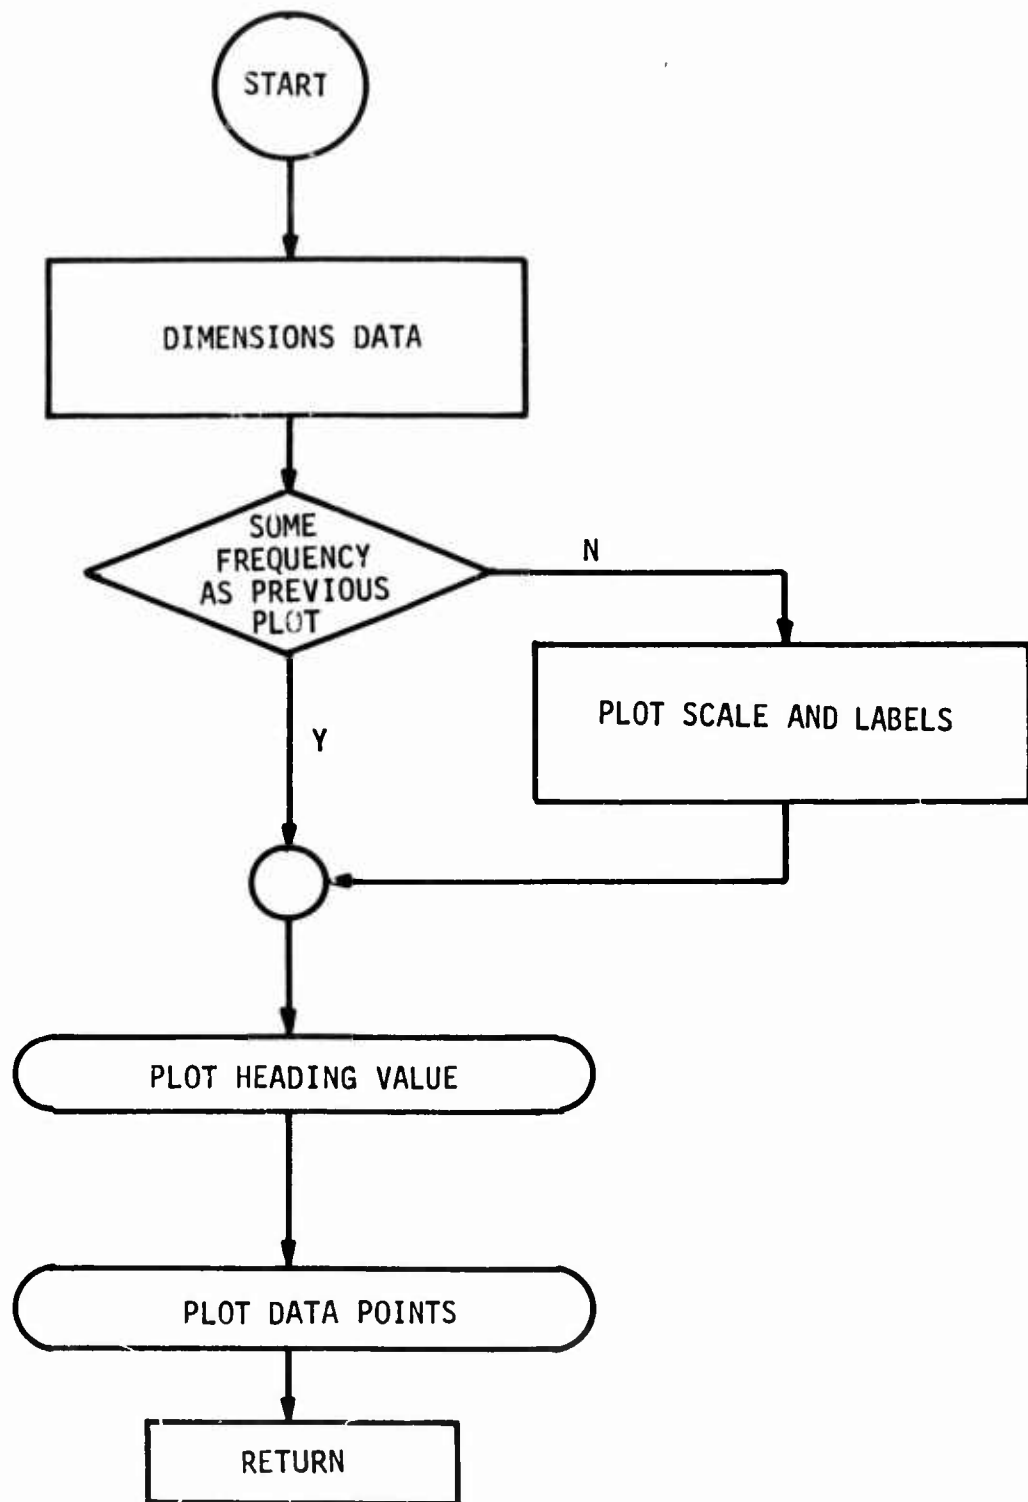 START
DIMENSIONS DATA
SOME
FREQUENCY
AS PREVIOUS
PLOT
N
PLOT SCALE AND LABELS
Y
PLOT HEADING VALUE
PLOT DATA POINTS
RETURN